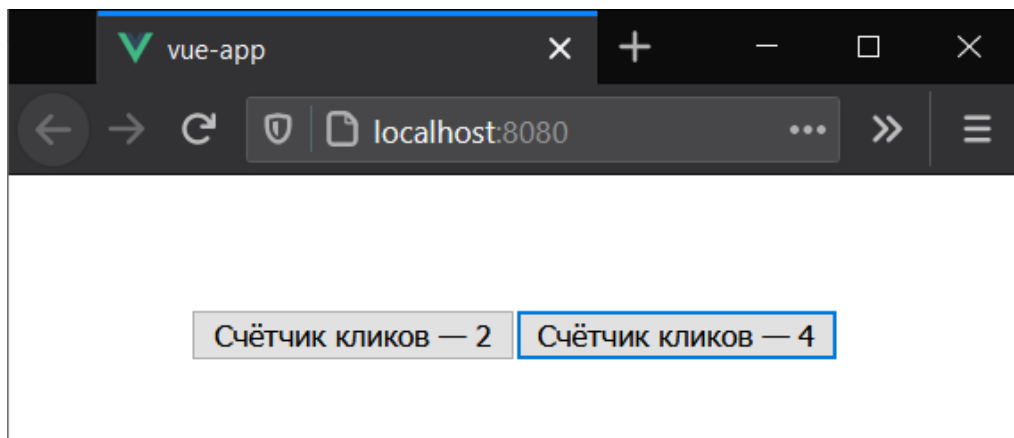 vue-app
localhost:8080
Счётчик кликов — 2 Счётчик кликов — 4